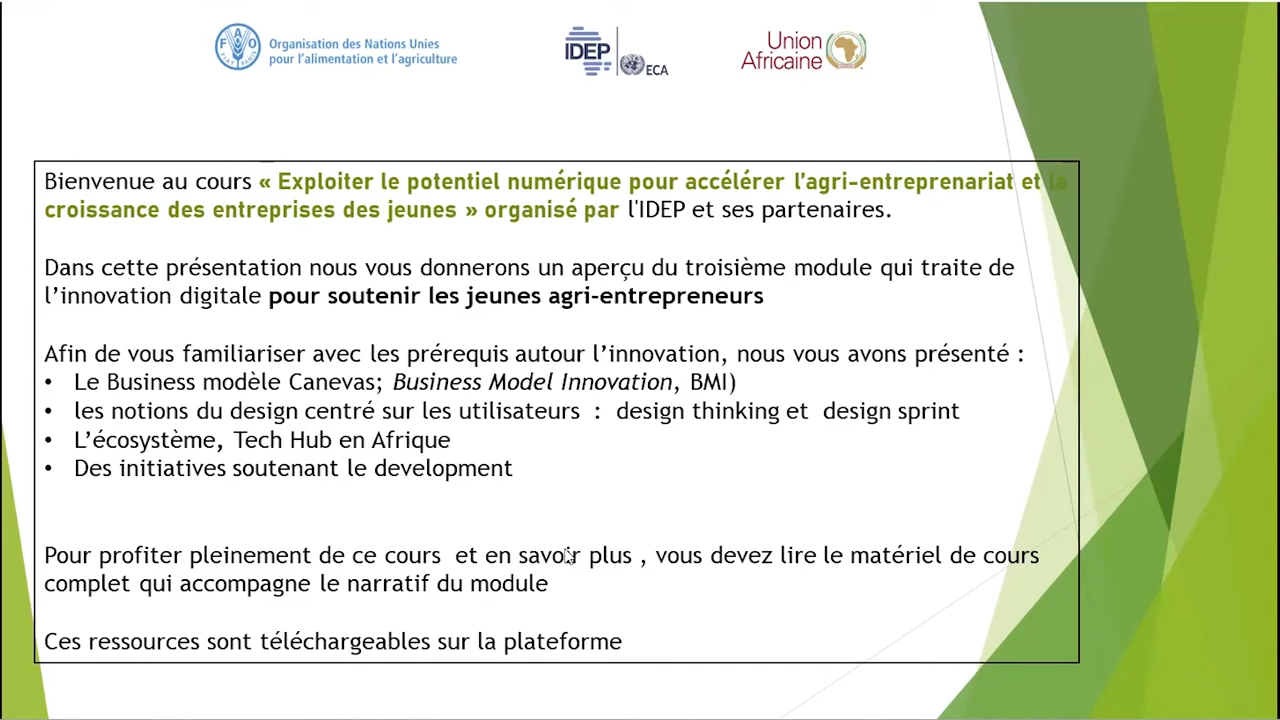 FAO
FIAT PANIS
Organisation des Nations Unies
pour l'alimentation et l'agriculture
IDEP
ECA
Union
Africaine
Bienvenue au cours « Exploiter le potentiel numérique pour accélérer l’agri-entreprenariat et la
croissance des entreprises des jeunes » organisé par l'IDEP et ses partenaires.
Dans cette présentation nous vous donnerons un aperçu du troisième module qui traite de
l’innovation digitale pour soutenir les jeunes agri-entrepreneurs
Afin de vous familiariser avec les prérequis autour l’innovation, nous vous avons présenté :
• Le Business modèle Canevas; Business Model Innovation, BMI)
• les notions du design centré sur les utilisateurs : design thinking et design sprint
• L’écosystème, Tech Hub en Afrique
• Des initiatives soutenant le development
Pour profiter pleinement de ce cours et en savoir plus , vous devez lire le matériel de cours
complet qui accompagne le narratif du module
Ces ressources sont téléchargeables sur la plateforme